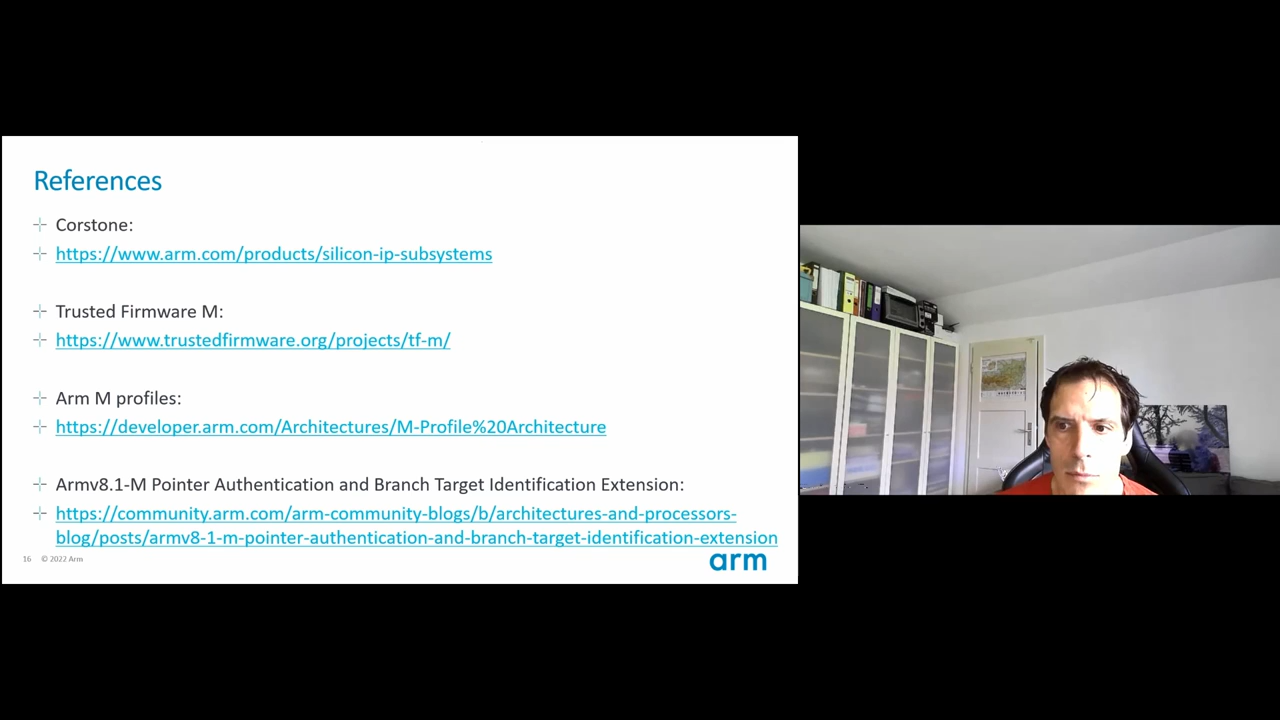 References
Corstone:
https://www.arm.com/products/silicon-ip-subsystems
Trusted Firmware M:
https://www.trustedfirmware.org/projects/tf-m/
Arm M profiles:
https://developer.arm.com/Architectures/M-Profile%20Architecture
Armv8.1-M Pointer Authentication and Branch Target Identification Extension:
https://community.arm.com/arm-community-blogs/b/architectures-and-processors-
blog/posts/armv8-1-m-pointer-authentication-and-branch-target-identification-extension
16 © 2022 Arm
arm